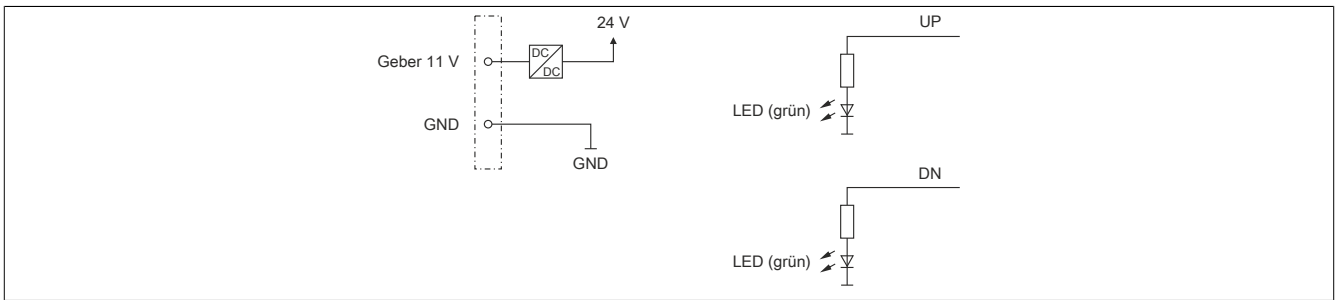 24 V
Geber 11 V
DC
DC
GND
GND
UP
LED (grün)
DN
LED (grün)